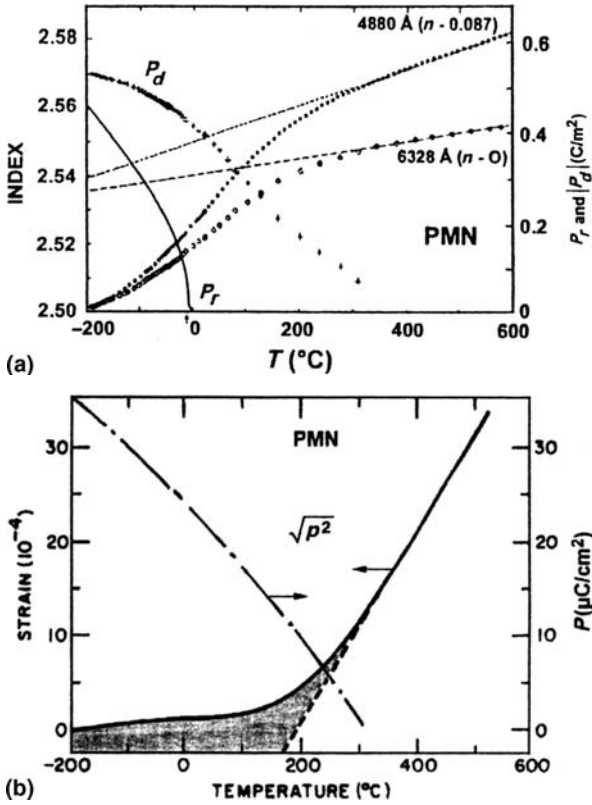 2.58
2.56
2.54
2.52
2.50
INDEX
P_d
P_r
4880 Å (n - 0.087)
6328 Å (n - O)
PMN
0.6
0.4
0.2
0
P_r and |P_d|(C/m²)
-200 0 200 400 600
T (°C)
(a)
30
20
10
0
STRAIN (10⁻⁴)
PMN
√p²
30
20
10
0
P(μC/cm²)
-200 0 200 400 600
TEMPERATURE (°C)
(b)